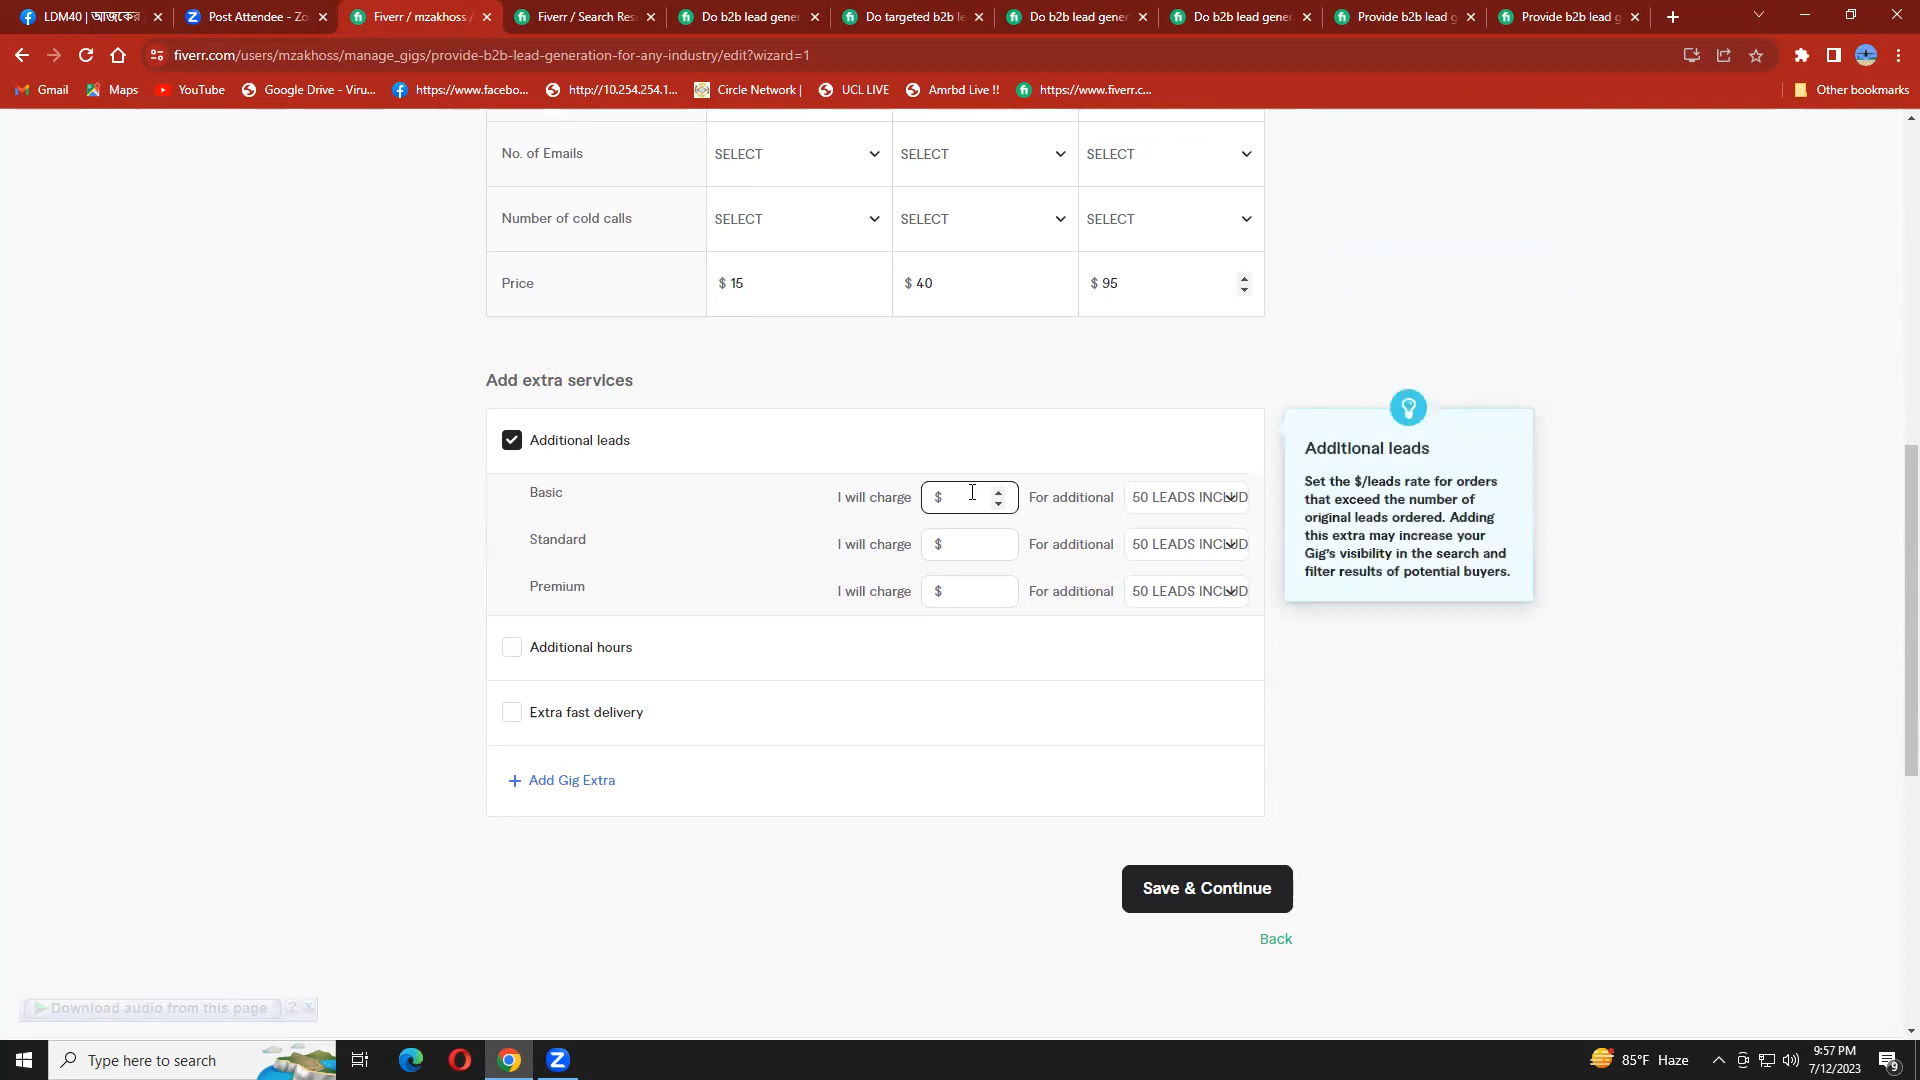 LDM40 | আজকের
Post Attendee - Zo
Fiverr / mzakhoss
Fiverr / Search Res
Do b2b lead gener
Do targeted b2b le
Do b2b lead gener
Do b2b lead gener
Provide b2b lead g
Provide b2b lead g
fiverr.com/users/mzakhoss/manage_gigs/provide-b2b-lead-generation-for-any-industry/edit?wizard=1
Gmail
Maps
YouTube
Google Drive - Viru...
https://www.facebo...
http://10.254.254.1...
Circle Network |
UCL LIVE
Amrbd Live !!
https://www.fiverr.c...
Other bookmarks
No. of Emails SELECT SELECT SELECT
Number of cold calls SELECT SELECT SELECT
Price $ 15 $ 40 $ 95
Add extra services
Additional leads
Basic I will charge $ For additional 50 LEADS INCLUD
Standard I will charge $ For additional 50 LEADS INCLUD
Premium I will charge $ For additional 50 LEADS INCLUD
Additional hours
Extra fast delivery
+ Add Gig Extra
Additional leads
Set the $/leads rate for orders
that exceed the number of
original leads ordered. Adding
this extra may increase your
Gig's visibility in the search and
filter results of potential buyers.
Save & Continue
Back
Download audio from this page ? X
Type here to search
85°F Haze
9:57 PM
7/12/2023
9